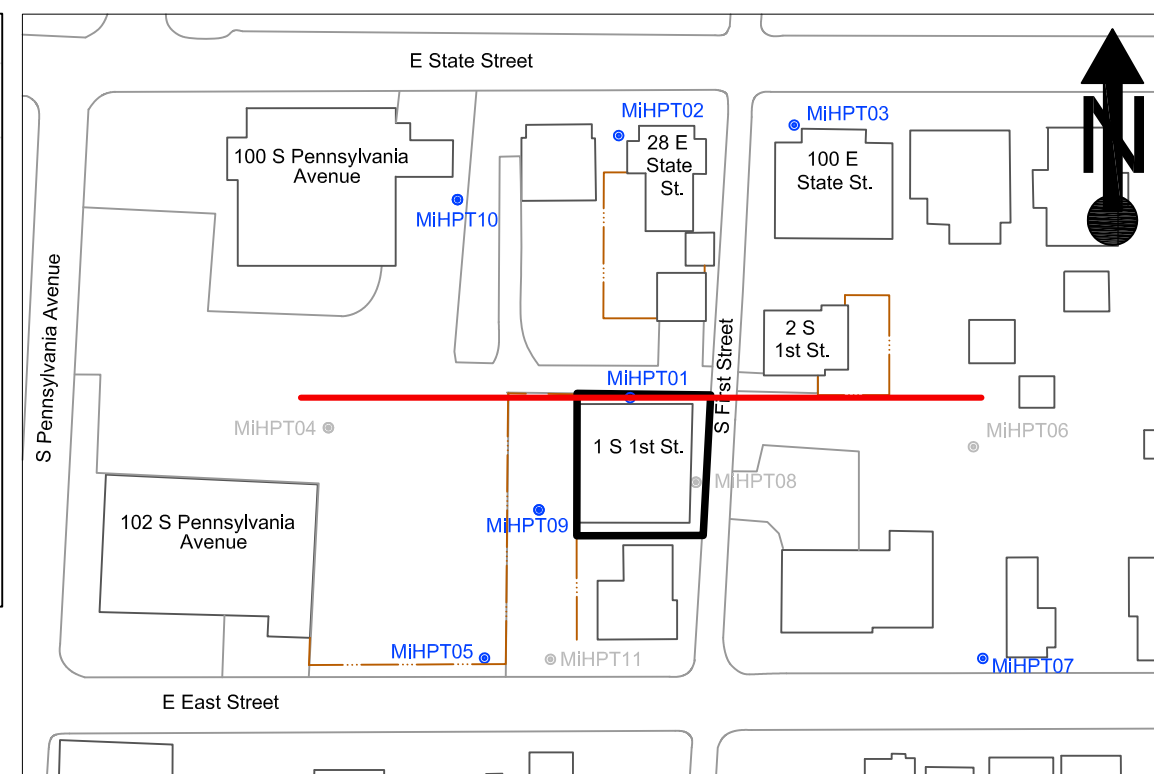 E State Street
MiHPT02
MiHPT03
28 E
State
St.
100 S Pennsylvania
Avenue
100 E
State St.
N
MiHPT10
S Pennsylvania Avenue
2 S
1st St.
S First Street
MiHPT01
MiHPT04
MiHPT06
1 S 1st St.
MiHPT08
102 S Pennsylvania
Avenue
MiHPT09
MiHPT05
MiHPT11
MiHPT07
E East Street